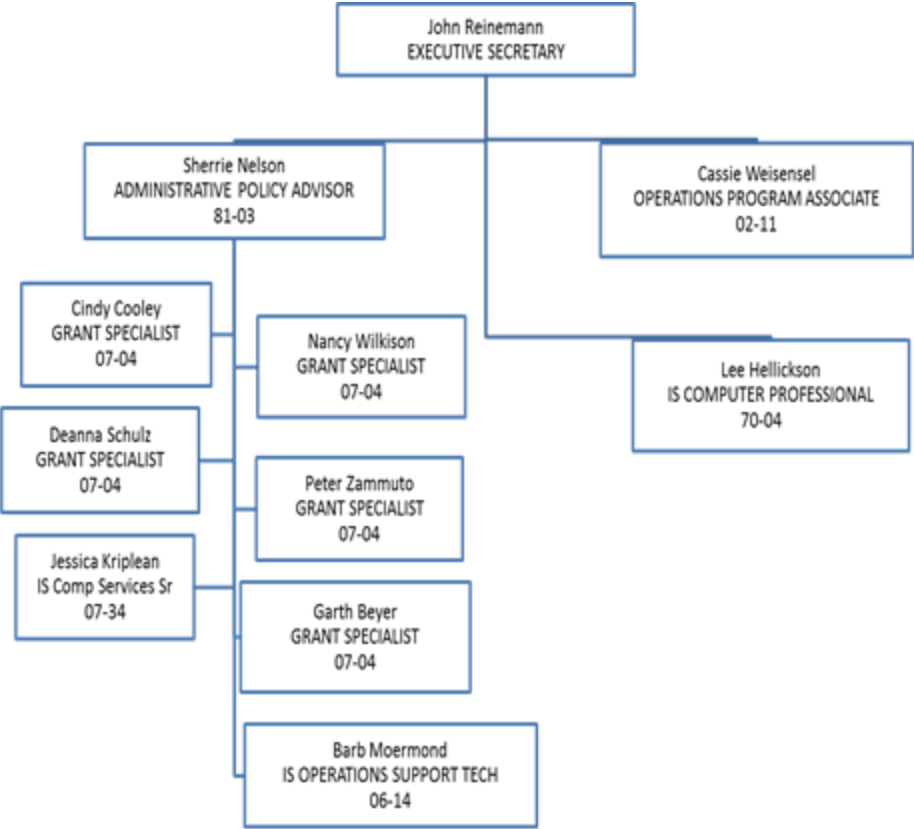 John Reinemann
EXECUTIVE SECRETARY
Sherrie Nelson
ADMINISTRATIVE POLICY ADVISOR
81-03
Cassie Weisensel
OPERATIONS PROGRAM ASSOCIATE
02-11
Cindy Cooley
GRANT SPECIALIST
07-04
Nancy Wilkison
GRANT SPECIALIST
07-04
Lee Hellickson
IS COMPUTER PROFESSIONAL
70-04
Deanna Schulz
GRANT SPECIALIST
07-04
Peter Zammuto
GRANT SPECIALIST
07-04
Jessica Kriplean
IS Comp Services Sr
07-34
Garth Beyer
GRANT SPECIALIST
07-04
Barb Moermond
IS OPERATIONS SUPPORT TECH
06-14